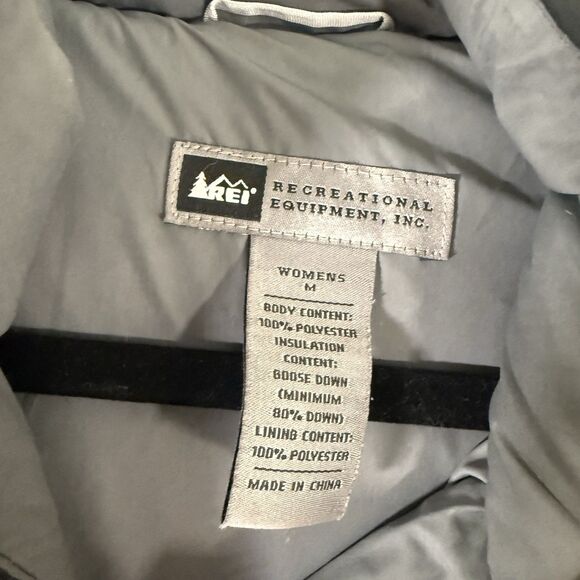 REI
RECREATIONAL
EQUIPMENT, INC.
WOMENS
M
BODY CONTENT:
100% POLYESTER
INSULATION
CONTENT:
GOOSE DOWN
(MINIMUM
80% DOWN)
LINING CONTENT:
100% POLYESTER
MADE IN CHINA